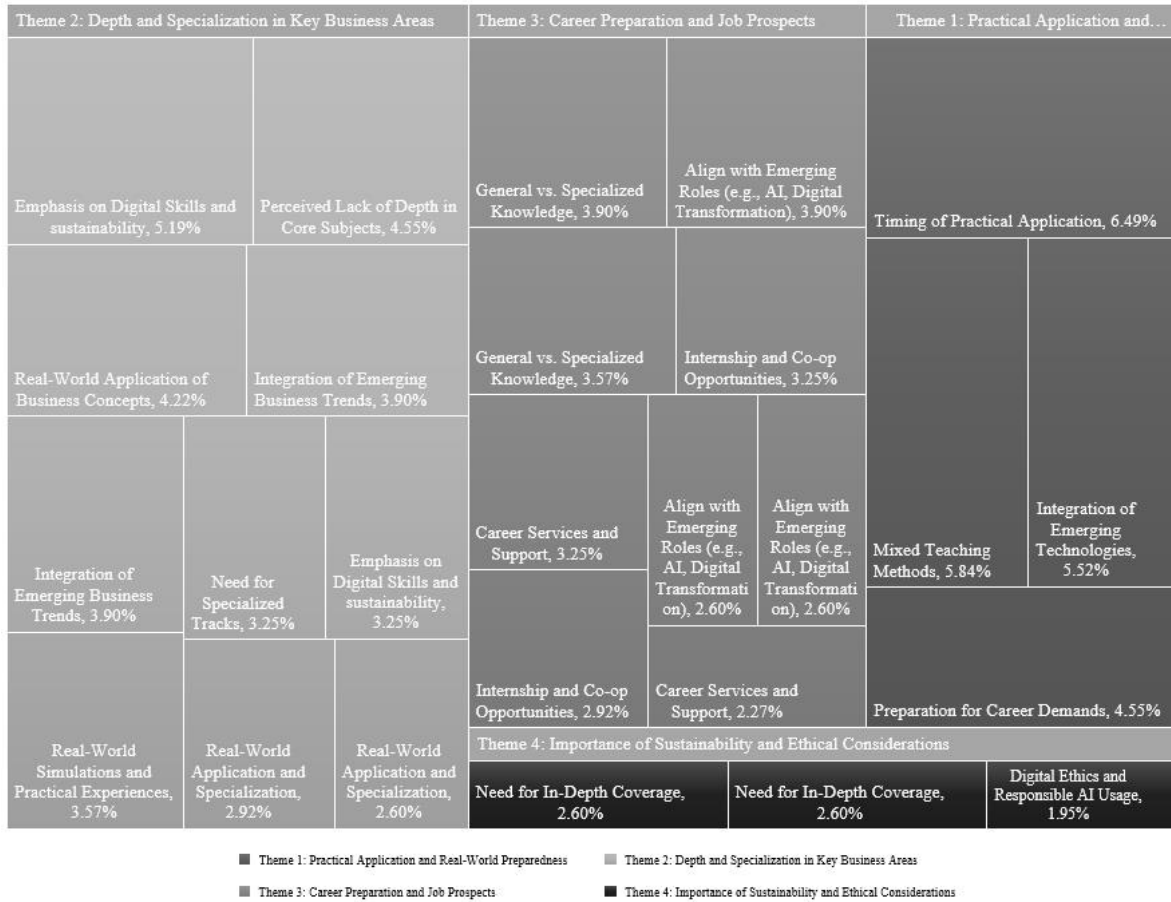 Theme 2: Depth and Specialization in Key Business Areas
Emphasis on Digital Skills and
sustainability, 5.19%
Perceived Lack of Depth in
Core Subjects, 4.55%
Real-World Application of
Business Concepts, 4.22%
Integration of Emerging
Business Trends, 3.90%
Integration of
Emerging Business
Trends, 3.90%
Need for
Specialized
Tracks, 3.25%
Emphasis on
Digital Skills and
sustainability,
3.25%
Real-World
Simulations and
Practical Experiences,
3.57%
Real-World
Application and
Specialization,
2.92%
Real-World
Application and
Specialization,
2.60%
Theme 3: Career Preparation and Job Prospects
General vs. Specialized
Knowledge, 3.90%
Align with Emerging
Roles (e.g., AI, Digital
Transformation), 3.90%
General vs. Specialized
Knowledge, 3.57%
Internship and Co-op
Opportunities, 3.25%
Career Services and
Support, 3.25%
Align with
Emerging
Roles (e.g.,
AI, Digital
Transformati
on), 2.60%
Align with
Emerging
Roles (e.g.,
AI, Digital
Transformati
on), 2.60%
Internship and Co-op
Opportunities, 2.92%
Career Services and
Support, 2.27%
Theme 1: Practical Application and...
Timing of Practical Application, 6.49%
Mixed Teaching
Methods, 5.84%
Integration of
Emerging
Technologies,
5.52%
Preparation for Career Demands, 4.55%
Theme 4: Importance of Sustainability and Ethical Considerations
Need for In-Depth Coverage,
2.60%
Need for In-Depth Coverage,
2.60%
Digital Ethics and
Responsible AI Usage,
1.95%
Theme 1: Practical Application and Real-World Preparedness
Theme 2: Depth and Specialization in Key Business Areas
Theme 3: Career Preparation and Job Prospects
Theme 4: Importance of Sustainability and Ethical Considerations